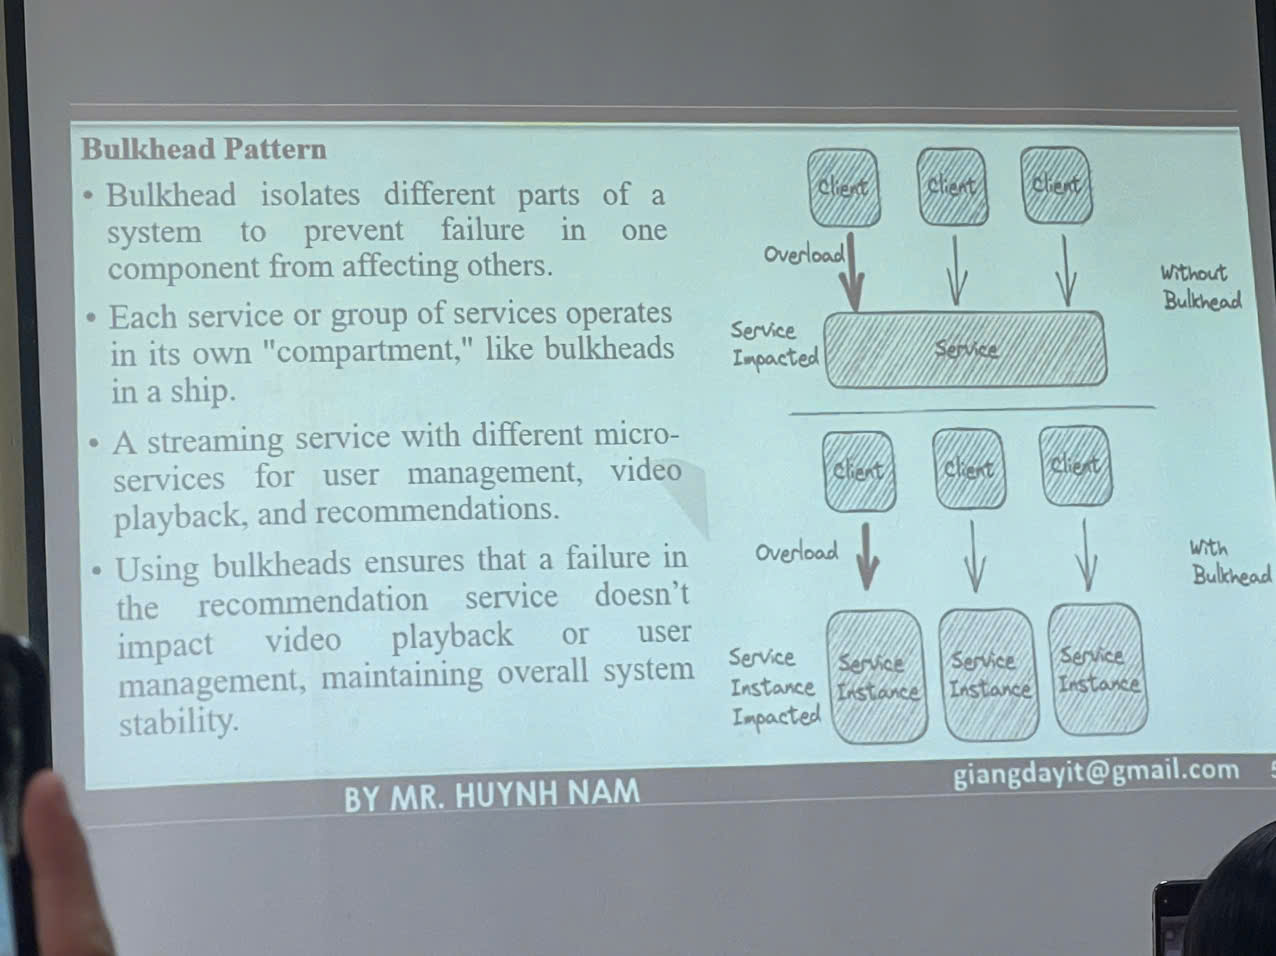 Bulkhead Pattern
• Bulkhead isolates different parts of a
system to prevent failure in one
component from affecting others.
• Each service or group of services operates
in its own "compartment," like bulkheads
in a ship.
• A streaming service with different micro-
services for user management, video
playback, and recommendations.
• Using bulkheads ensures that a failure in
the recommendation service doesn’t
impact video playback or user
management, maintaining overall system
stability.
Client Client Client
Overload
Without
Bulkhead
Service
Impacted
Service
Client Client Client
Overload
With
Bulkhead
Service
Instance
Impacted
Service
Instance
Service
Instance
Service
Instance
BY MR. HUYNH NAM
giangdayit@gmail.com